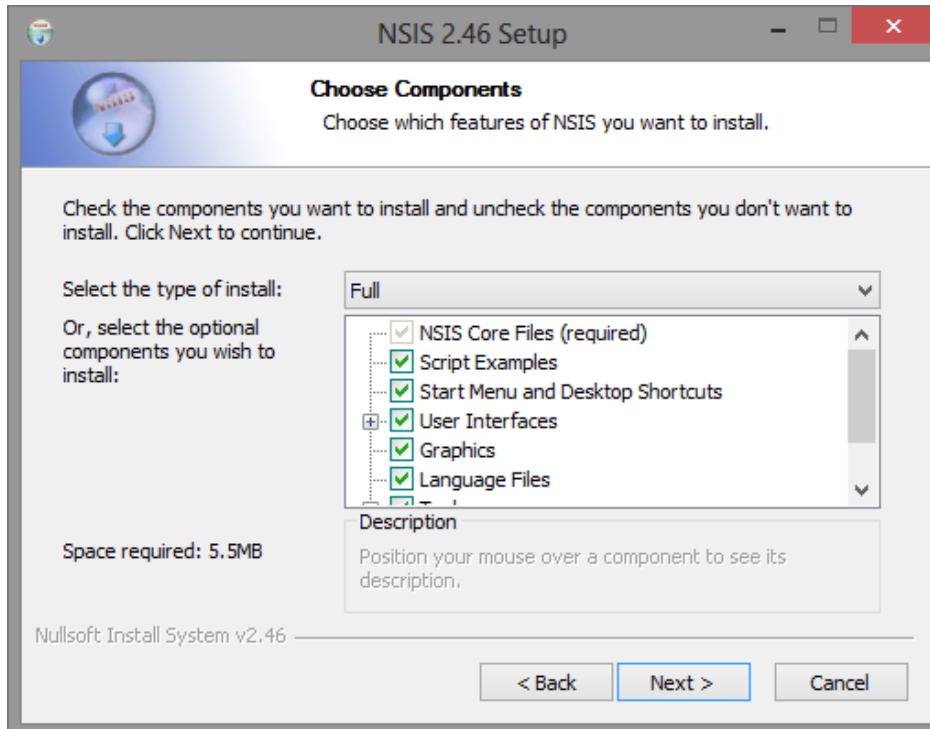 NSIS 2.46 Setup
NSIS
Choose Components
Choose which features of NSIS you want to install.
Check the components you want to install and uncheck the components you don't want to
install. Click Next to continue.
Select the type of install:
Full
Or, select the optional
components you wish to
install:
NSIS Core Files (required)
Script Examples
Start Menu and Desktop Shortcuts
User Interfaces
Graphics
Language Files
Space required: 5.5MB
Description
Position your mouse over a component to see its
description.
Nullsoft Install System v2.46
< Back
Next >
Cancel